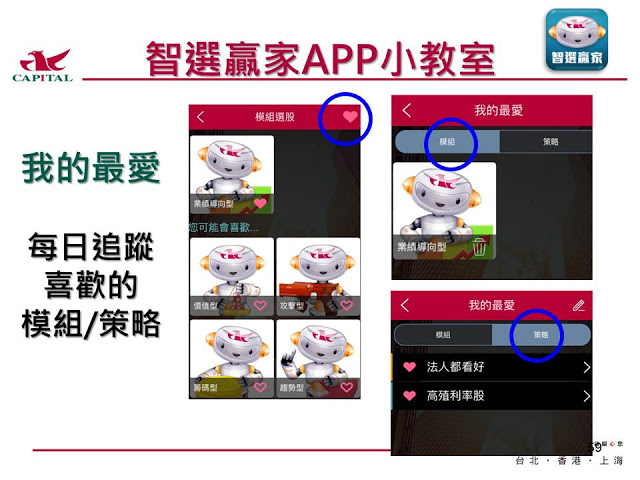 CAPITAL
智選贏家APP小教室
智選贏家
我的最愛
每日追蹤
喜歡的
模組/策略
模組選股
業績導向型
您可能會喜歡...
價值型
攻擊型
籌碼型
趨勢型
我的最愛
模組
策略
業績導向型
我的最愛
模組
策略
法人都看好
高殖利率股
59
台北・香港・上海